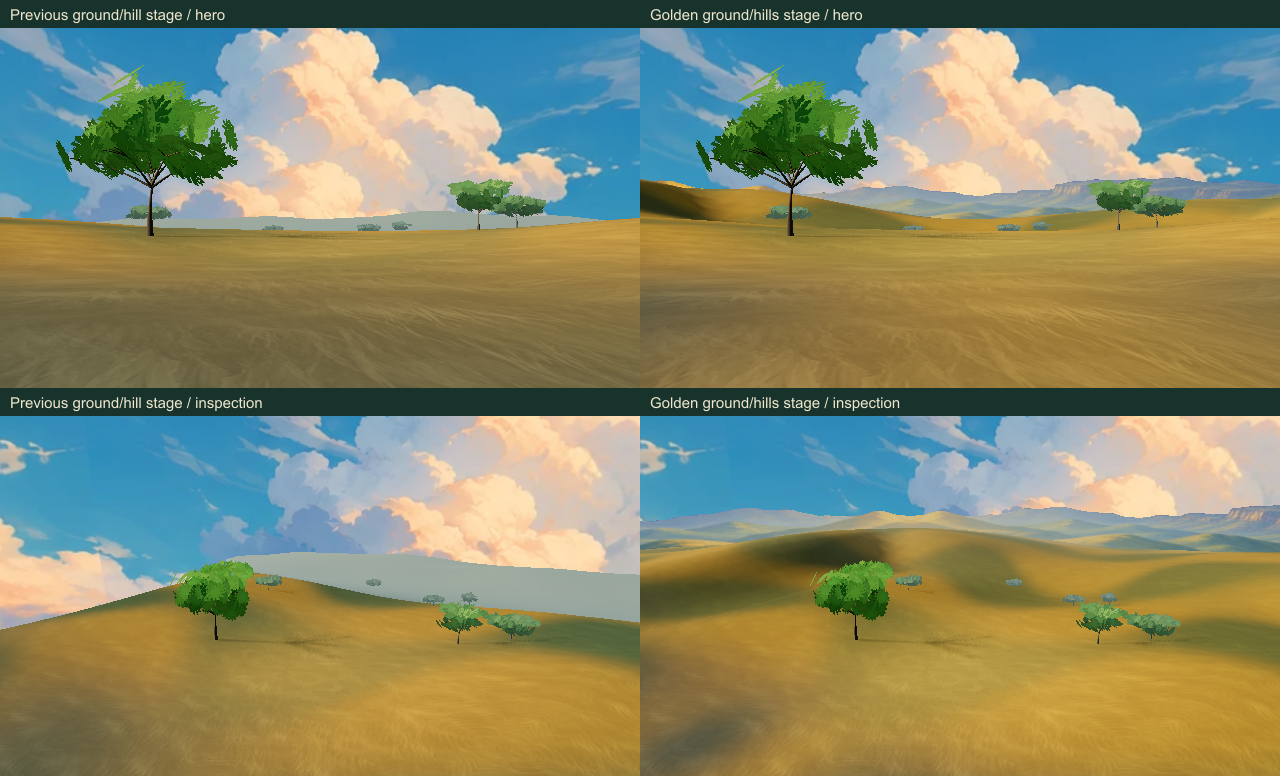 Previous ground/hill stage / hero
Golden ground/hills stage / hero
Previous ground/hill stage / inspection
Golden ground/hills stage / inspection